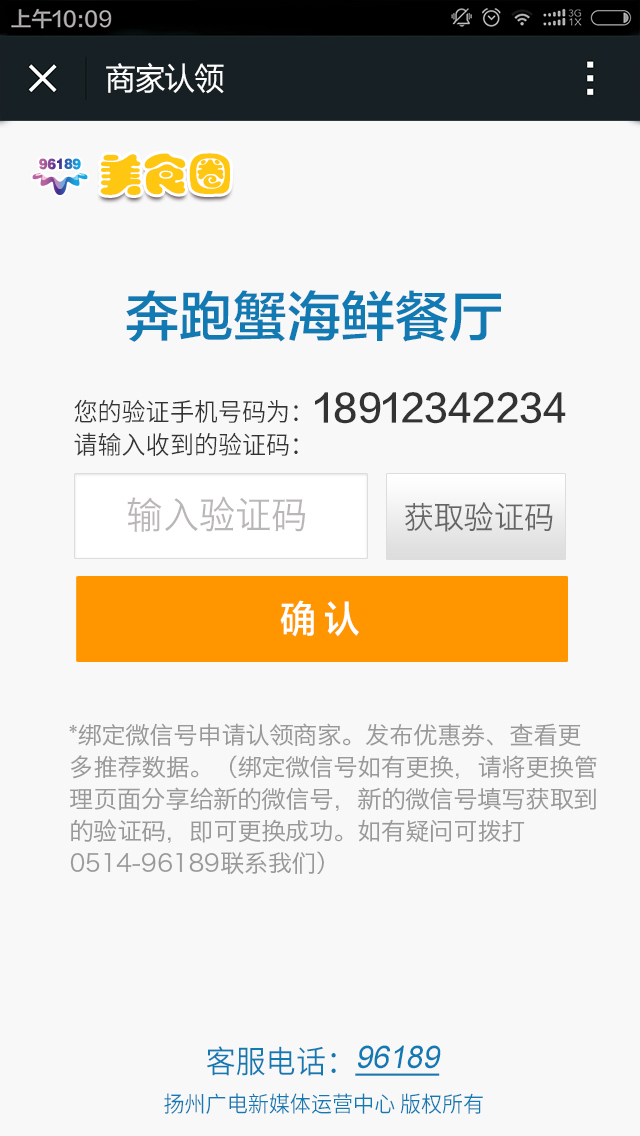 上午10:09
3G
1X
商家认领
96189
美食圈
奔跑蟹海鲜餐厅
您的验证手机号码为：18912342234
请输入收到的验证码：
输入验证码
获取验证码
确认
*绑定微信号申请认领商家。发布优惠券、查看更
多推荐数据。（绑定微信号如有更换，请将更换管
理页面分享给新的微信号，新的微信号填写获取到
的验证码，即可更换成功。如有疑问可拨打
0514-96189联系我们）
客服电话：96189
扬州广电新媒体运营中心 版权所有